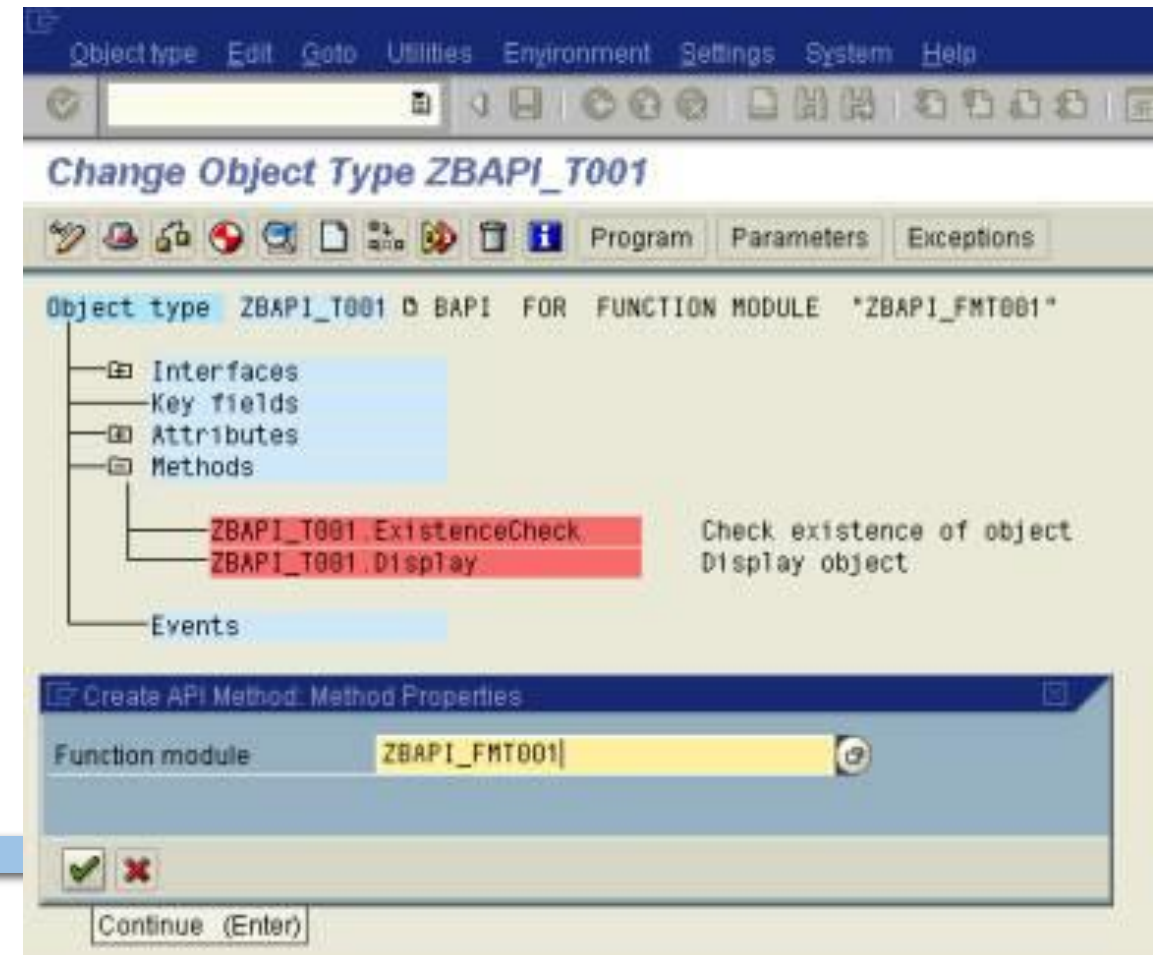 Object type Edit Goto Utilities Environment Settings System Help
Change Object Type ZBAPI_T001
Program Parameters Exceptions
Object type ZBAPI_T001 BAPI FOR FUNCTION MODULE "ZBAPI_FMT001"
Interfaces
Key fields
Attributes
Methods
ZBAPI_T001.ExistenceCheck Check existence of object
ZBAPI_T001.Display Display object
Events
Create API Method: Method Properties
Function module ZBAPI_FMT001
Continue (Enter)